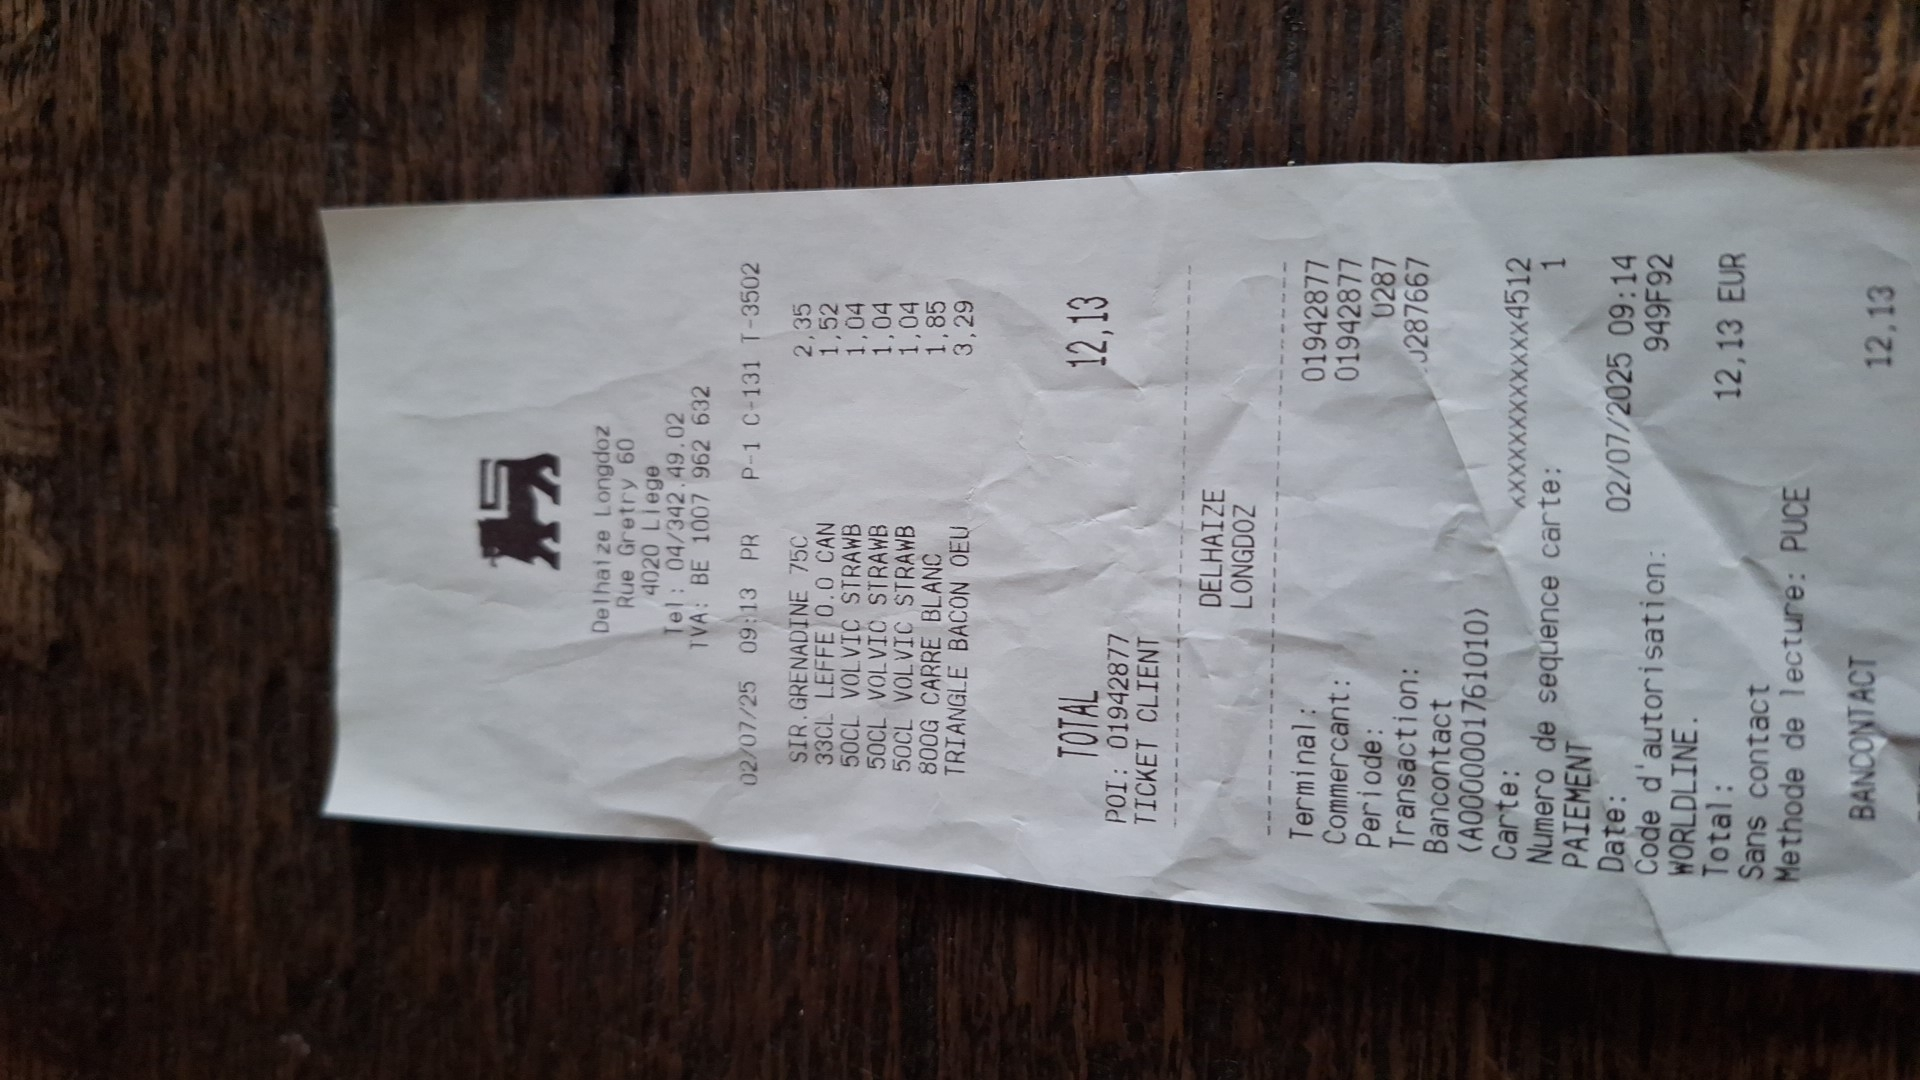 Delhaize Longdoz
Rue Gretry 60
4020 Liege
Tel: 04/342.49.02
TVA: BE 1007 962 632
02/07/25 09:13 PR P-1 C-131 T-3502
SIR.GRENADINE 75C 2,35
33CL LEFFE 0.0 CAN 1,52
50CL VOLVIC STRAWB 1,04
50CL VOLVIC STRAWB 1,04
50CL VOLVIC STRAWB 1,04
800G CARRE BLANC 1,85
TRIANGLE BACON OEU 3,29
TOTAL 12,13
POI: 01942877
TICKET CLIENT
DELHAIZE
LONGDOZ
Terminal: 01942877
Commercant: 01942877
Periode: 0287
Transaction: 0287667
Bancontact
(A0000001761010)
Carte: xxxxxxxxxxxxxxx4512
Numero de sequence carte: 1
PAIEMENT
Date: 02/07/2025 09:14
Code d'autorisation: 949F92
WORLDLINE.
Total: 12,13 EUR
Sans contact
Methode de lecture: PUCE
BANCONTACT 12,13